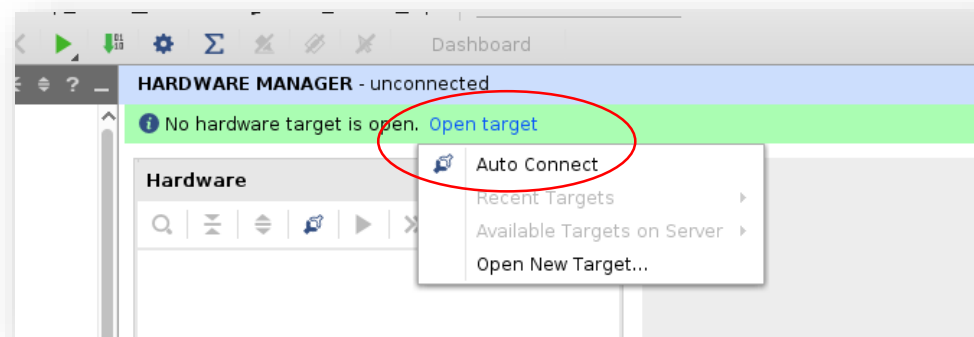 Dashboard
HARDWARE MANAGER - unconnected
No hardware target is open. Open target
Auto Connect
Hardware
Recent Targets
Available Targets on Server
Open New Target...